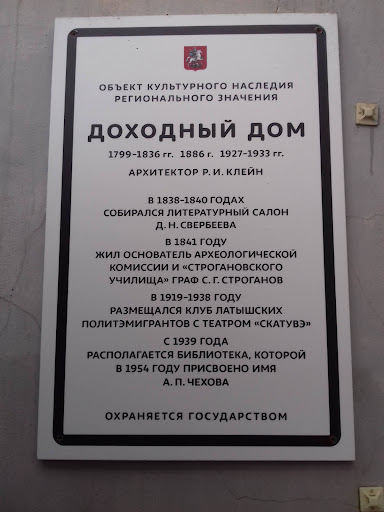 ОБЪЕКТ КУЛЬТУРНОГО НАСЛЕДИЯ
РЕГИОНАЛЬНОГО ЗНАЧЕНИЯ
ДОХОДНЫЙ ДОМ
1799-1836 гг. 1886 г. 1927-1933 гг.
АРХИТЕКТОР Р. И. КЛЕЙН
В 1838-1840 ГОДАХ
СОБИРАЛСЯ ЛИТЕРАТУРНЫЙ САЛОН
Д. Н. СВЕРБЕЕВА
В 1841 ГОДУ
ЖИЛ ОСНОВАТЕЛЬ АРХЕОЛОГИЧЕСКОЙ
КОМИССИИ И «СТРОГАНОВСКОГО
УЧИЛИЩА» ГРАФ С. Г. СТРОГАНОВ
В 1919-1938 ГОДУ
РАЗМЕЩАЛСЯ КЛУБ ЛАТЫШСКИХ
ПОЛИТЭМИГРАНТОВ С ТЕАТРОМ «СКАТУВЭ»
С 1939 ГОДА
РАСПОЛАГАЕТСЯ БИБЛИОТЕКА, КОТОРОЙ
В 1954 ГОДУ ПРИСВОЕНО ИМЯ
А. П. ЧЕХОВА
ОХРАНЯЕТСЯ ГОСУДАРСТВОМ